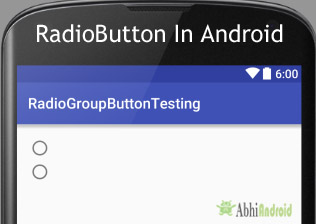 RadioButton In Android
6:00
RadioGroupButtonTesting
AbhiAndroid